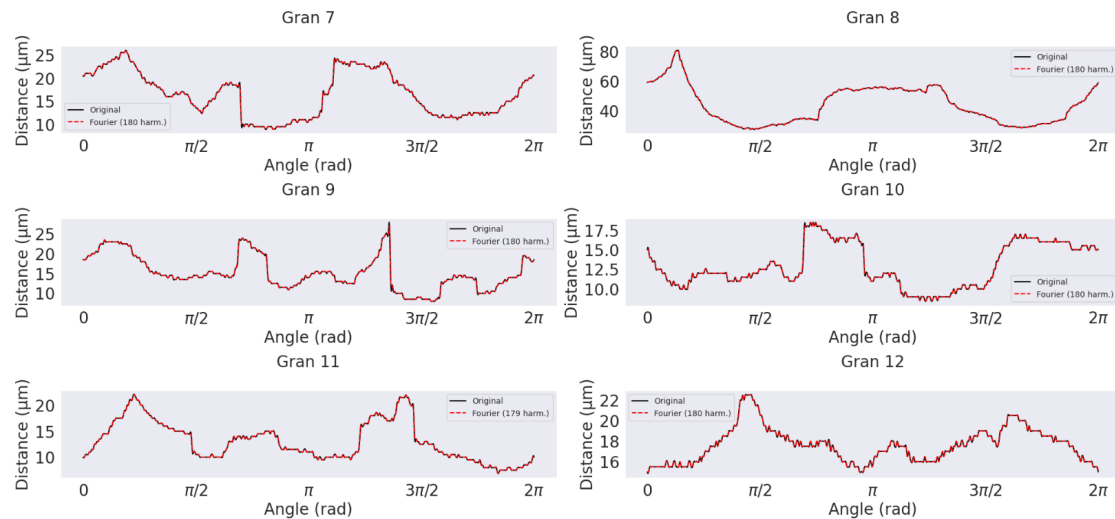 Gran 7
Distance (µm)
25
20
15
10
Original
Fourier (180 harm.)
0
π/2
π
3π/2
2π
Angle (rad)
Gran 8
Distance (µm)
80
60
40
Original
Fourier (180 harm.)
0
π/2
π
3π/2
2π
Angle (rad)
Gran 9
Distance (µm)
25
20
15
10
Original
Fourier (180 harm.)
0
π/2
π
3π/2
2π
Angle (rad)
Gran 10
Distance (µm)
17.5
15.0
12.5
10.0
Original
Fourier (180 harm.)
0
π/2
π
3π/2
2π
Angle (rad)
Gran 11
Distance (µm)
20
15
10
Original
Fourier (179 harm.)
0
π/2
π
3π/2
2π
Angle (rad)
Gran 12
Distance (µm)
22
20
18
16
Original
Fourier (180 harm.)
0
π/2
π
3π/2
2π
Angle (rad)